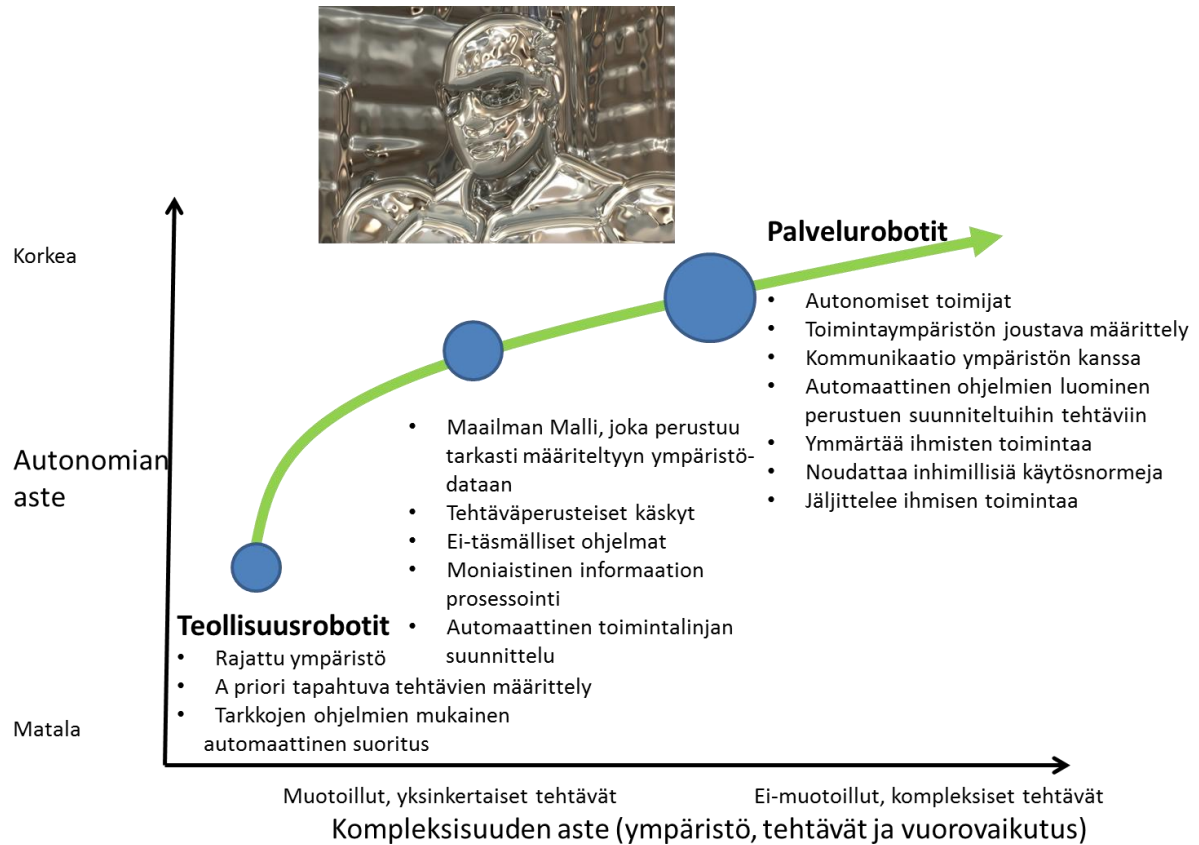 Korkea
Autonomian
aste
Matala
Palvelurobotit
• Autonomiset toimijat
• Toimintaympäristön joustava määrittely
• Kommunikaatio ympäristön kanssa
• Automaattinen ohjelmien luominen
perustuen suunniteltuihin tehtäviin
• Ymmärtää ihmisten toimintaa
• Noudattaa inhimillisiä käytösnormeja
• Jäljittelee ihmisen toimintaa
• Maailman Malli, joka perustuu
tarkasti määriteltyyn ympäristö-
dataan
• Tehtäväperusteiset käskyt
• Ei-täsmälliset ohjelmat
• Moniaistinen informaation
prosessointi
• Automaattinen toimintalinjan
suunnittelu
Teollisuusrobotit
• Rajattu ympäristö
• A priori tapahtuva tehtävien määrittely
• Tarkkojen ohjelmien mukainen
automaattinen suoritus
Muotoillut, yksinkertaiset tehtävät
Ei-muotoillut, kompleksiset tehtävät
Kompleksisuuden aste (ympäristö, tehtävät ja vuorovaikutus)